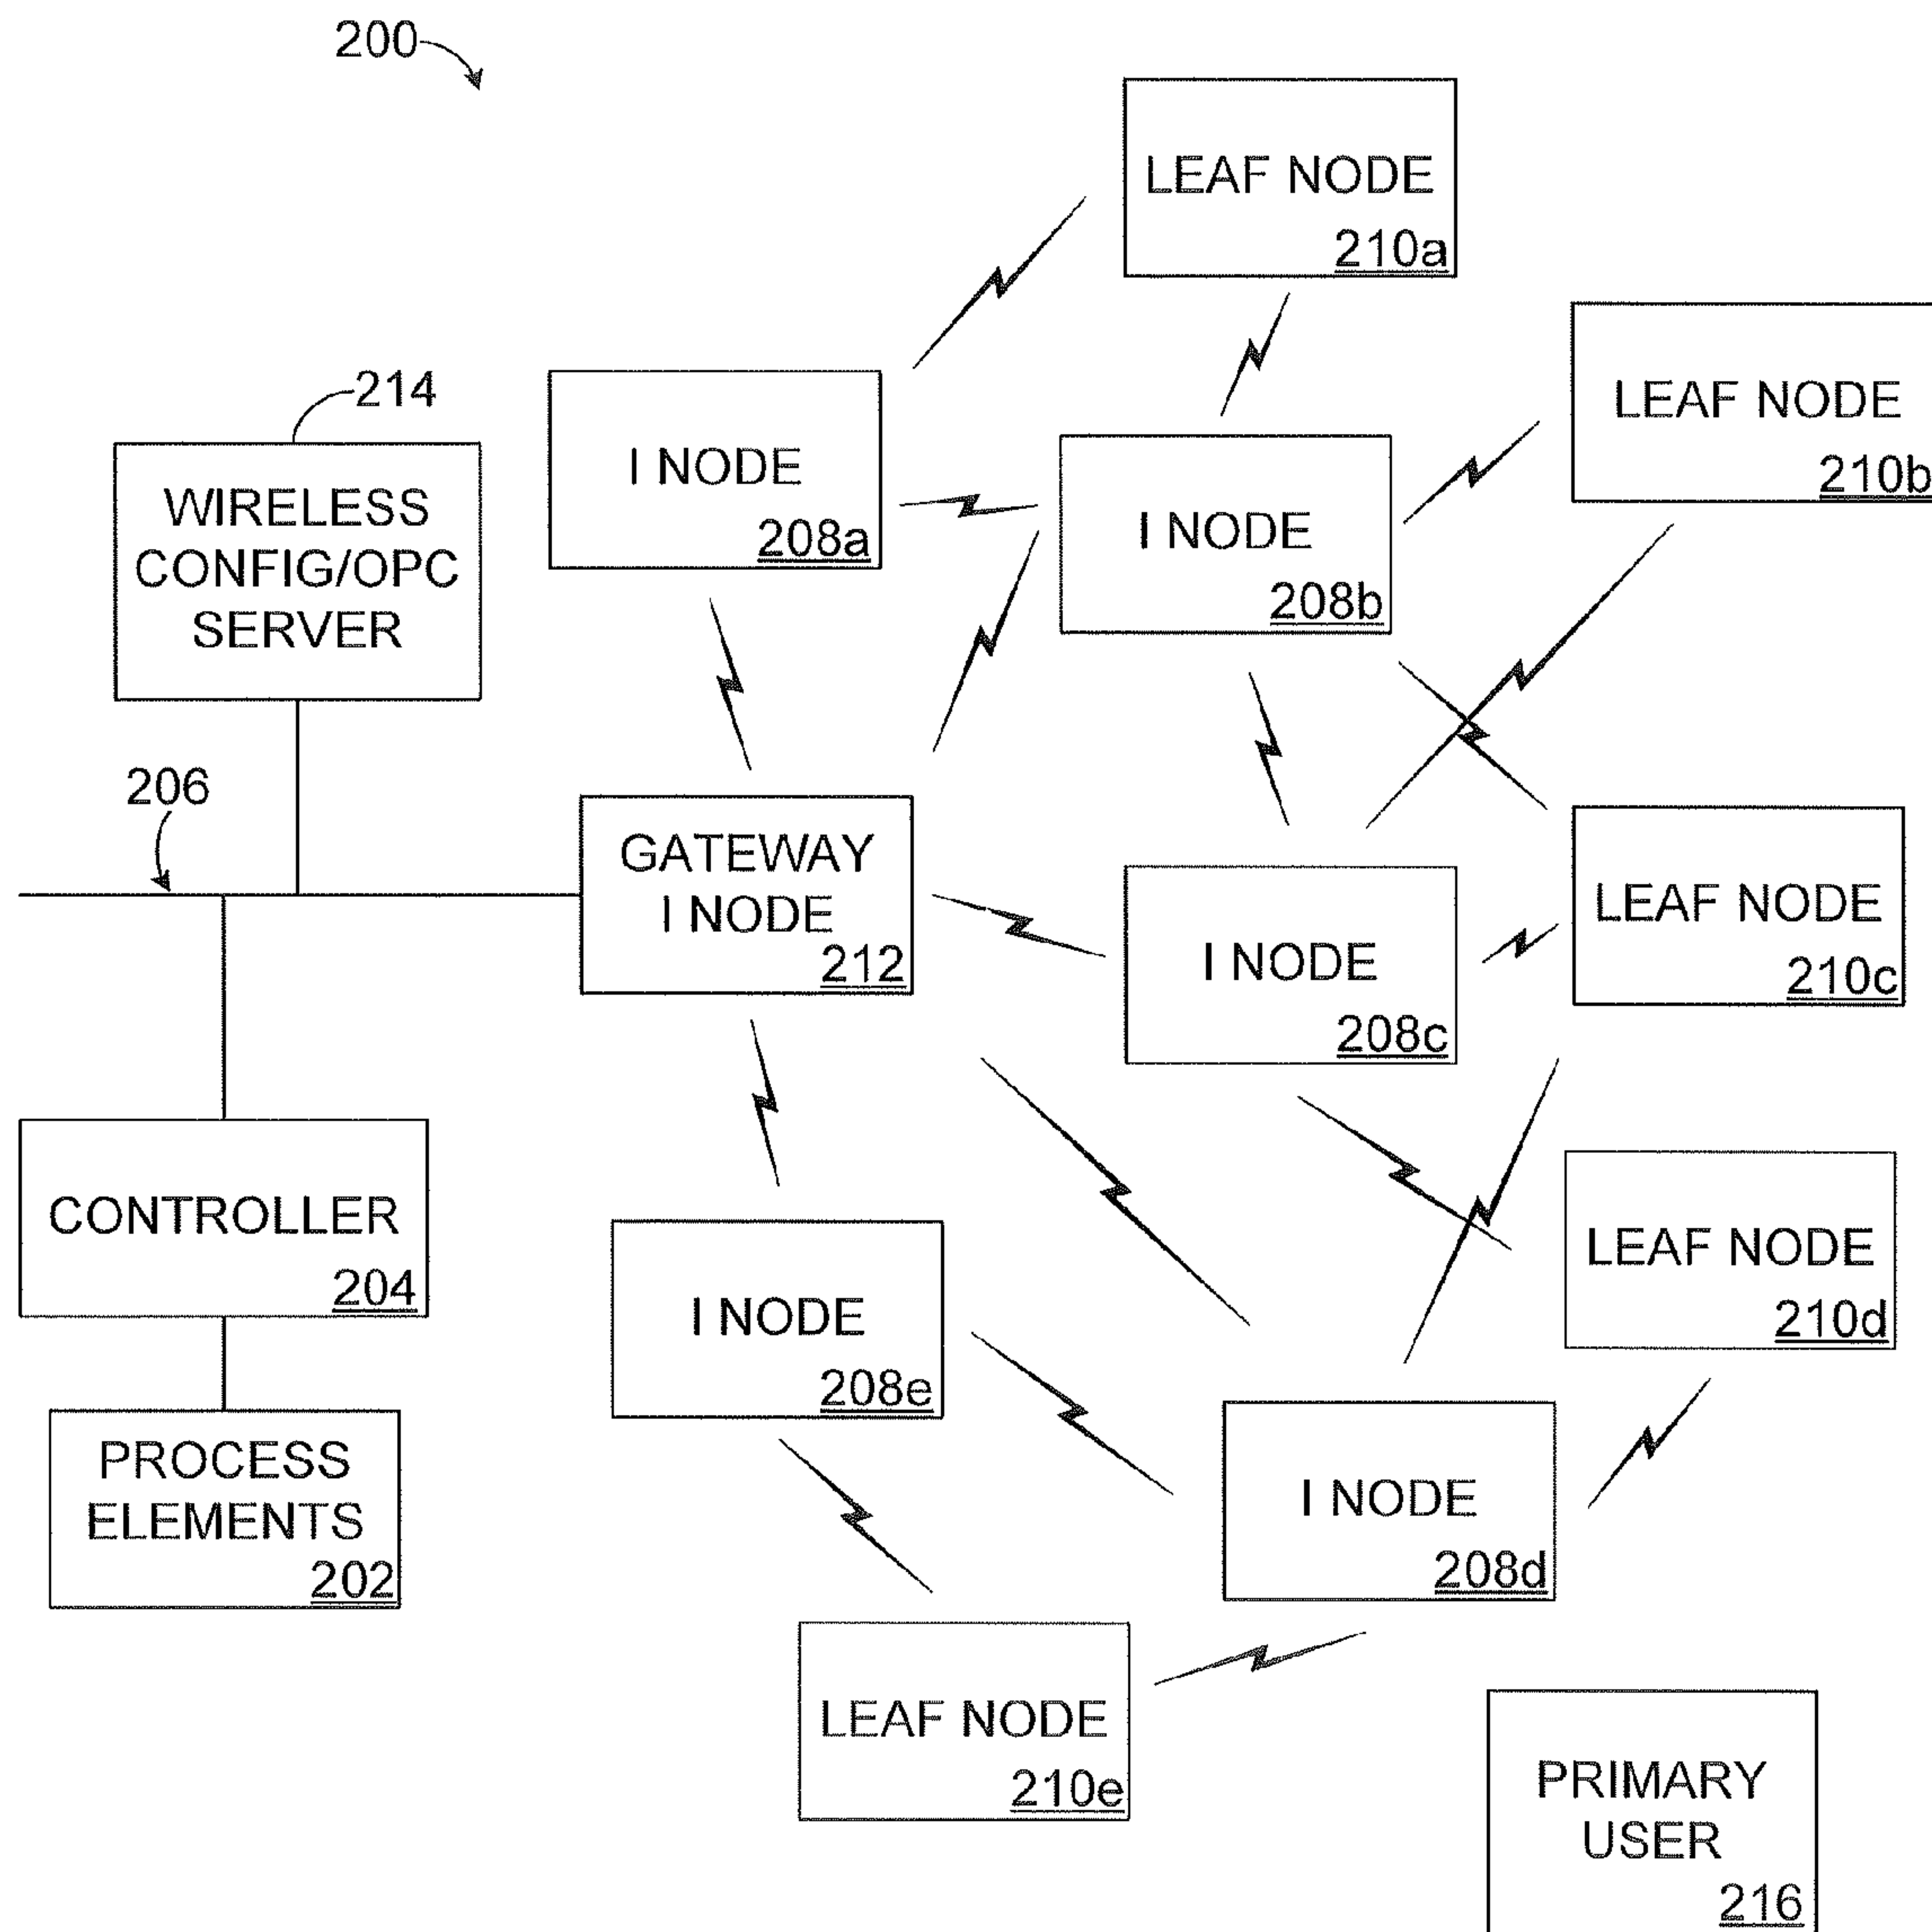 200
LEAF NODE
210a
LEAF NODE
210b
214
WIRELESS
CONFIG/OPC
SERVER
I NODE
208a
I NODE
208b
206
GATEWAY
I NODE
212
I NODE
208c
LEAF NODE
210c
CONTROLLER
204
I NODE
208e
LEAF NODE
210d
PROCESS
ELEMENTS
202
I NODE
208d
LEAF NODE
210e
PRIMARY
USER
216